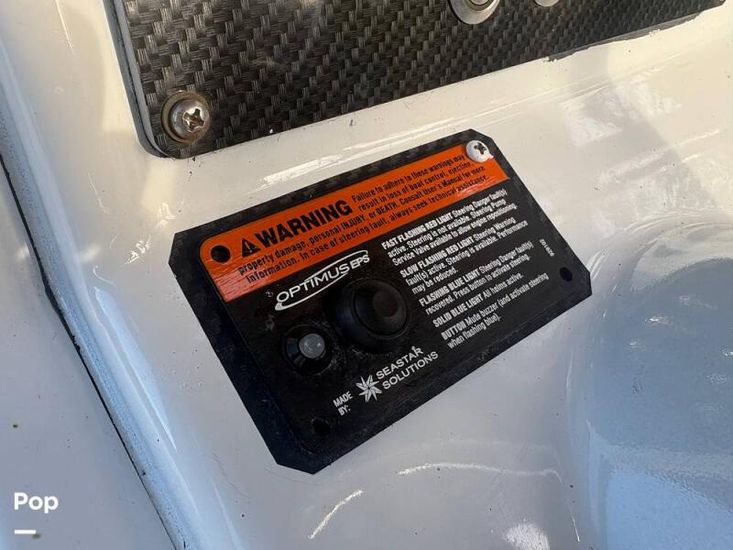 WARNING Failure to adhere to these warnings may
result in loss of boat control, ejection,
property damage, personal INJURY, or DEATH. Consult User's Manual for more
information. In case of steering fault, always seek technical assistance.
OPTIMUS EPS
FAST FLASHING RED LIGHT Steering Danger fault(s)
active. Steering is not available. Steering Pump
Service Valve available to allow engine repositioning.
SLOW FLASHING RED LIGHT Steering Warning
fault(s) active. Steering is available. Performance
may be reduced.
FLASHING BLUE LIGHT Steering Danger fault(s)
recovered. Press button to activate steering.
SOLID BLUE LIGHT All helms active.
BUTTON Mute buzzer (and activate steering
when flashing blue).
MADE
BY:
SEASTAR
SOLUTIONS
Pop